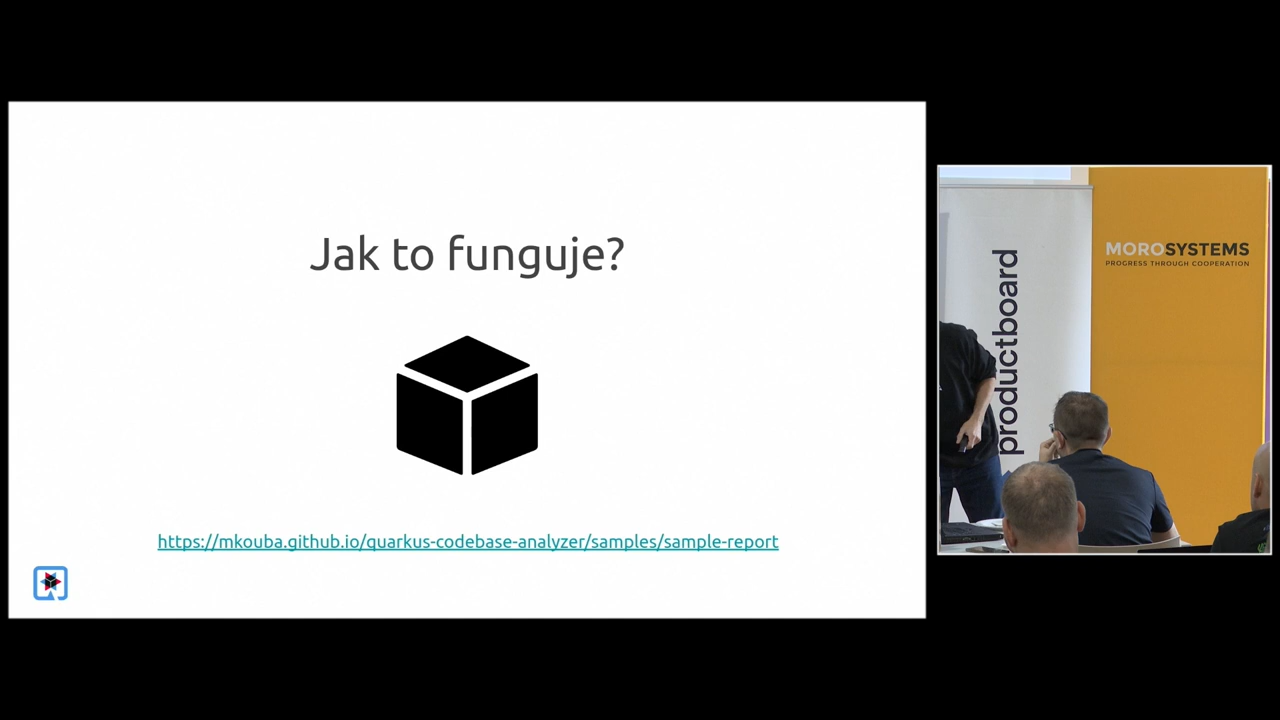 Jak to funguje?
https://mkouba.github.io/quarkus-codebase-analyzer/samples/sample-report
productboard
MOROSYSTEMS
PROGRESS THROUGH COOPERATION